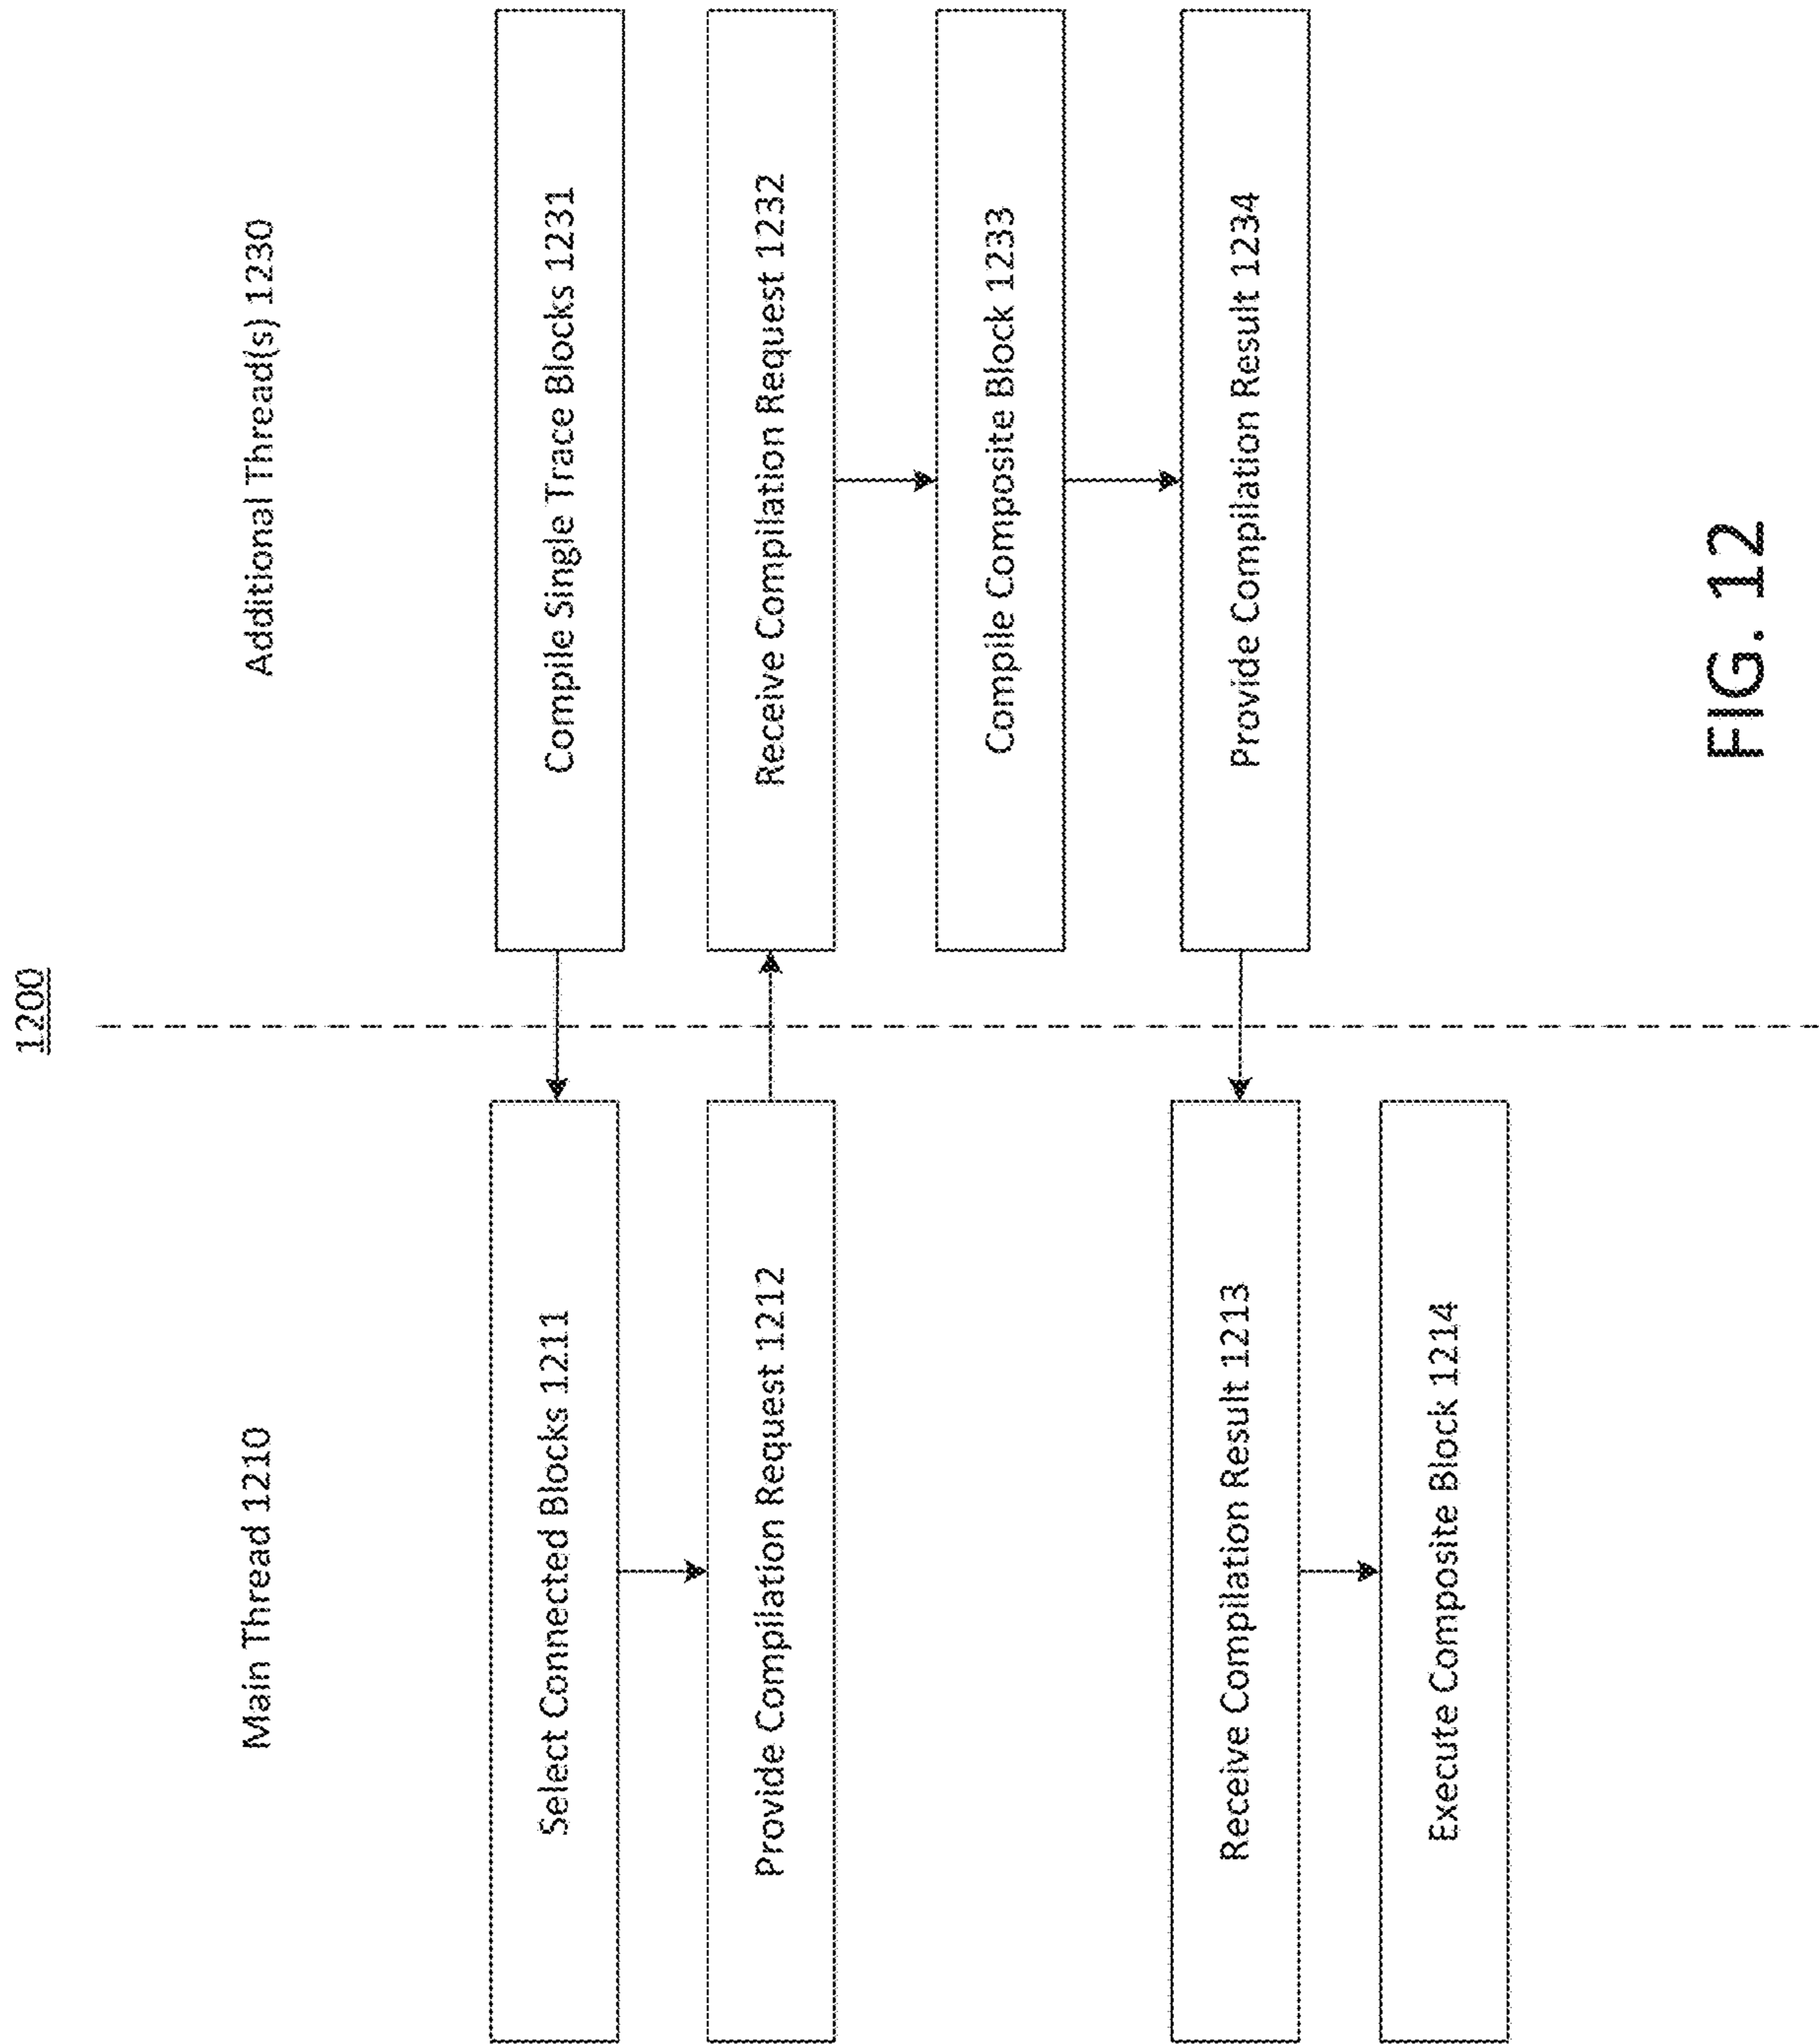 1200
Main Thread 1210
Additional Thread(s) 1230
Select Connected Blocks 1211
Compile Single Trace Blocks 1231
Provide Compilation Request 1212
Receive Compilation Request 1232
Compile Composite Block 1233
Receive Compilation Result 1213
Provide Compilation Result 1234
Execute Composite Block 1214
FIG. 12